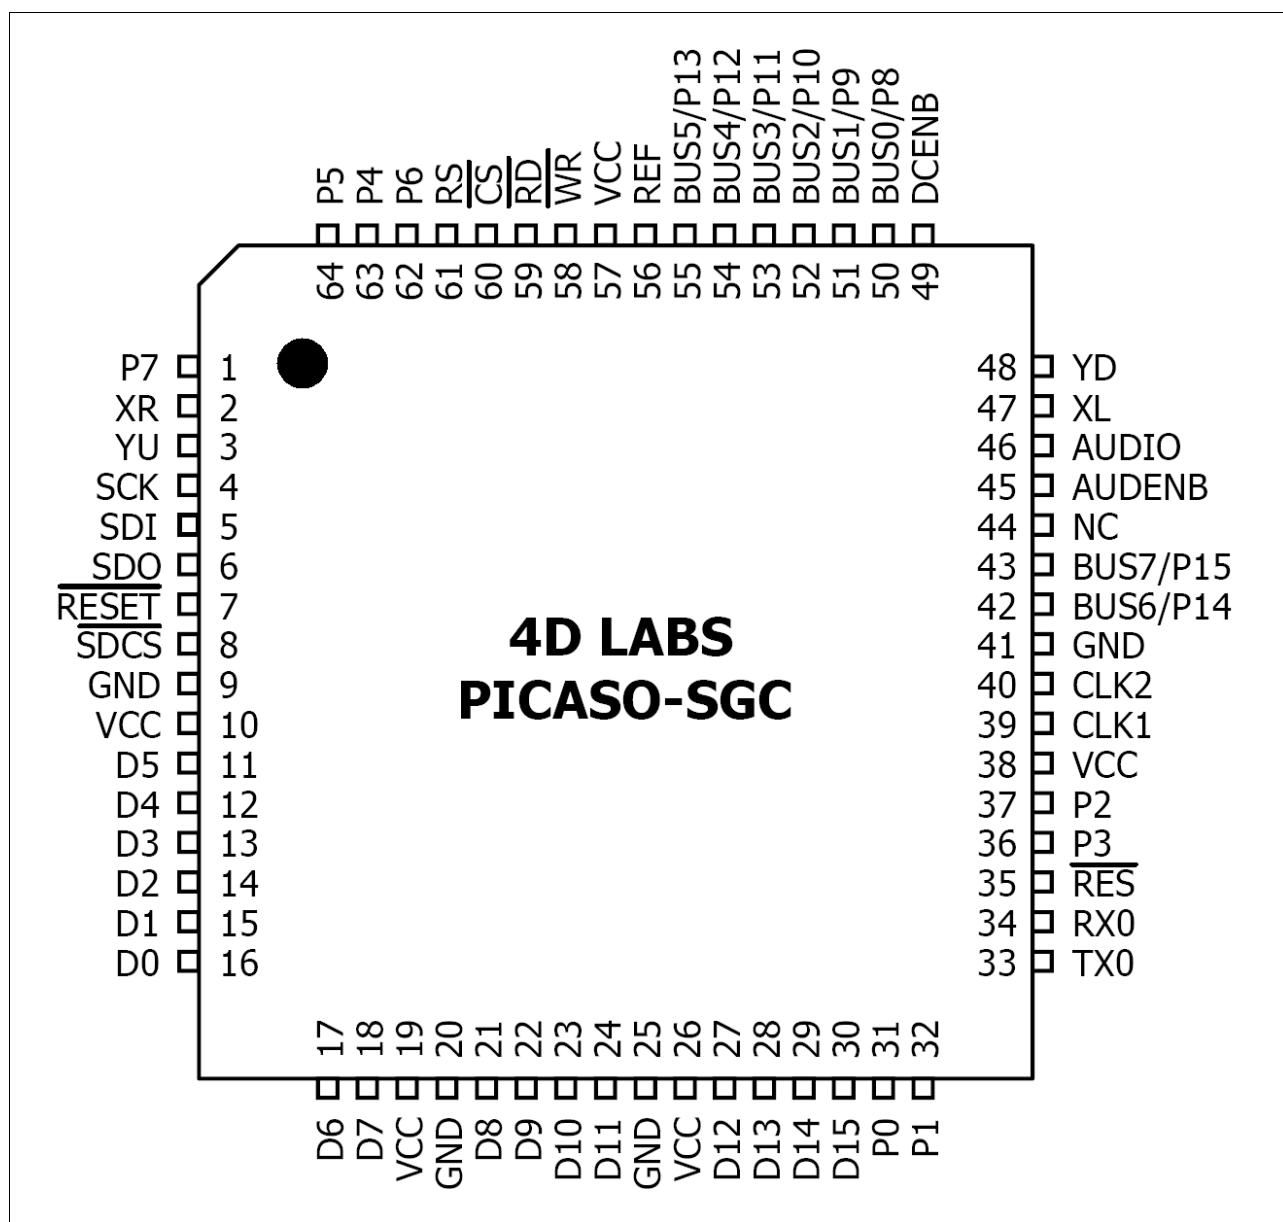 P5 P4 P6 RS CS RD WR VCC REF BUS5/P13 BUS4/P12 BUS3/P11 BUS2/P10 BUS1/P9 BUS0/P8 DCENB
64 63 62 61 60 59 58 57 56 55 54 53 52 51 50 49
P7 1 48 YD
XR 2 47 XL
YU 3 46 AUDIO
SCK 4 45 AUDENB
SDI 5 44 NC
SDO 6 43 BUS7/P15
RESET 7 42 BUS6/P14
SDCS 8 41 GND
GND 9 40 CLK2
VCC 10 39 CLK1
D5 11 38 VCC
D4 12 37 P2
D3 13 36 P3
D2 14 35 RES
D1 15 34 RX0
D0 16 33 TX0
4D LABS
PICASO-SGC
17 18 19 20 21 22 23 24 25 26 27 28 29 30 31 32
D6 D7 VCC GND D8 D9 D10 D11 GND VCC D12 D13 D14 D15 P0 P1